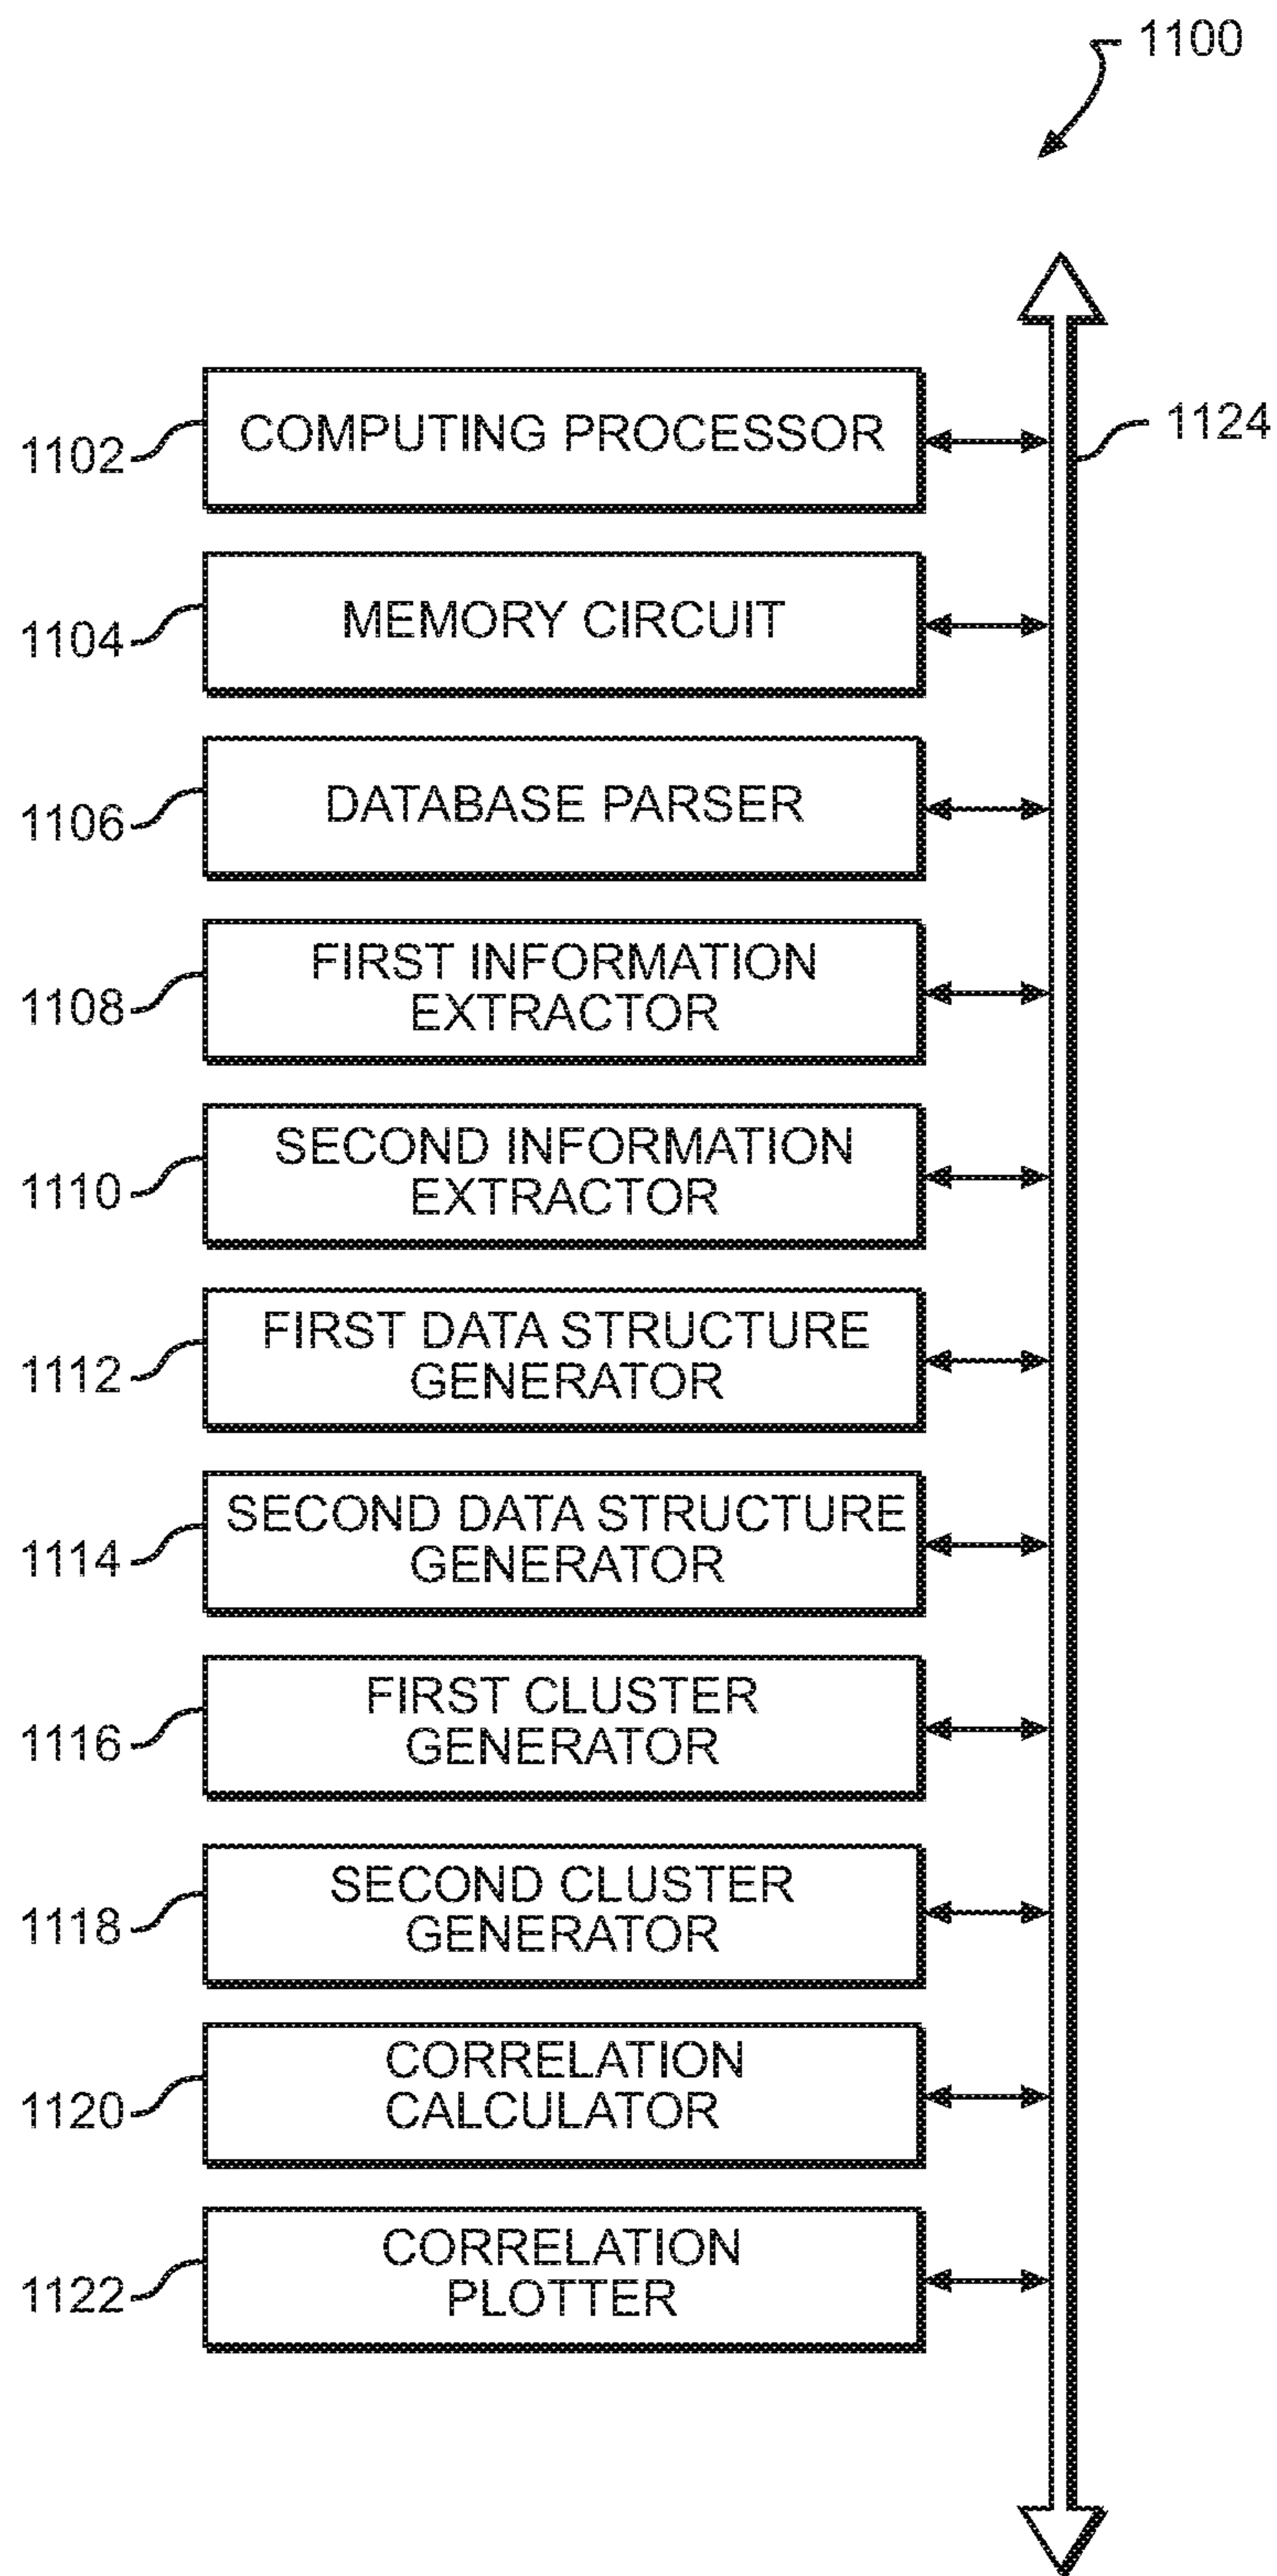 1100
1124
1102
COMPUTING PROCESSOR
1104
MEMORY CIRCUIT
1106
DATABASE PARSER
1108
FIRST INFORMATION
EXTRACTOR
1110
SECOND INFORMATION
EXTRACTOR
1112
FIRST DATA STRUCTURE
GENERATOR
1114
SECOND DATA STRUCTURE
GENERATOR
1116
FIRST CLUSTER
GENERATOR
1118
SECOND CLUSTER
GENERATOR
1120
CORRELATION
CALCULATOR
1122
CORRELATION
PLOTTER